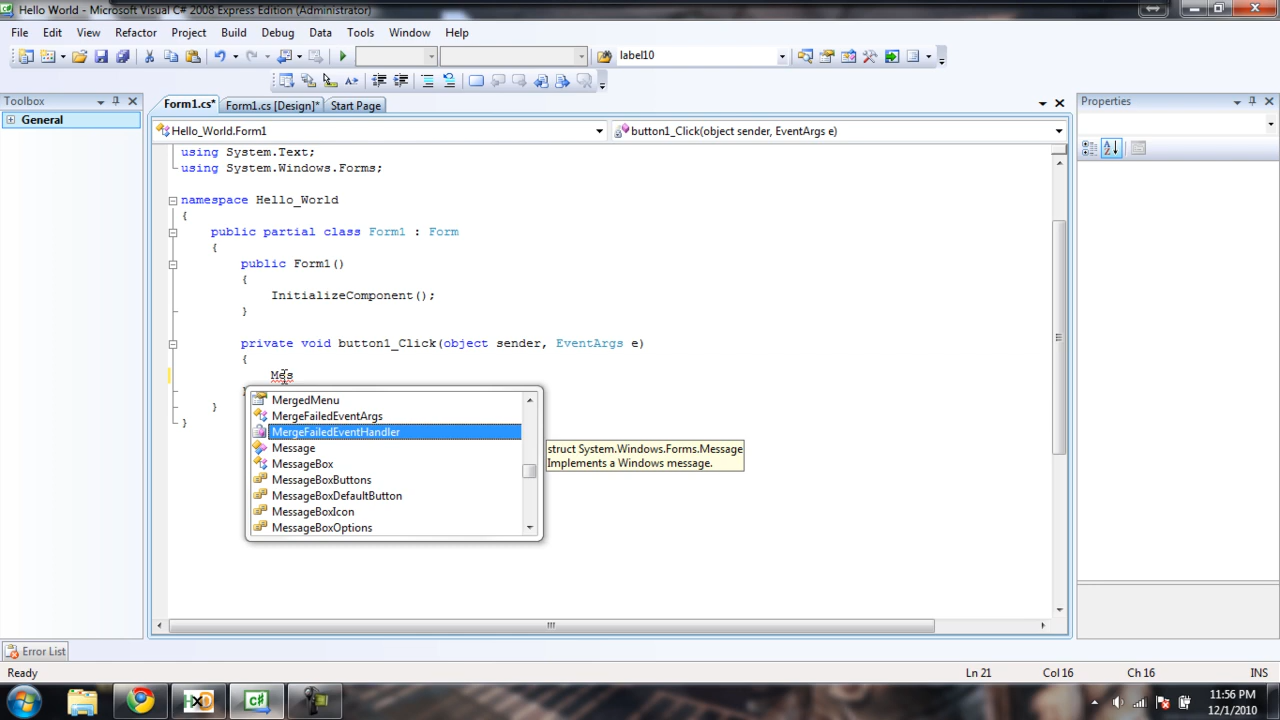 Hello World - Microsoft Visual C# 2008 Express Edition (Administrator)
File Edit View Refactor Project Build Debug Data Tools Window Help
label10
Toolbox
General
Form1.cs* Form1.cs [Design]* Start Page
Hello_World.Form1 button1_Click(object sender, EventArgs e)
using System.Text;
using System.Windows.Forms;
namespace Hello_World
{
public partial class Form1 : Form
{
public Form1()
{
InitializeComponent();
}
private void button1_Click(object sender, EventArgs e)
{
Mes
}
}
MergedMenu
MergeFailedEventArgs
MergeFailedEventHandler
Message
MessageBox
MessageBoxButtons
MessageBoxDefaultButton
MessageBoxIcon
MessageBoxOptions
struct System.Windows.Forms.Message
Implements a Windows message.
Properties
Error List
Ready Ln 21 Col 16 Ch 16 INS
11:56 PM
12/1/2010